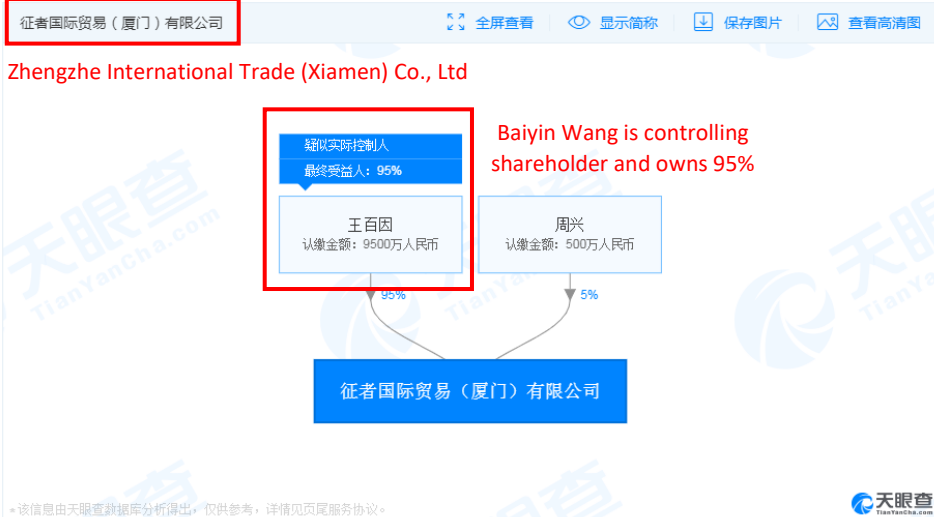 征者国际贸易（厦门）有限公司
全屏查看
显示简称
保存图片
查看高清图
Zhengzhe International Trade (Xiamen) Co., Ltd
疑似实际控制人
最终受益人：95%
Baiyin Wang is controlling
shareholder and owns 95%
王百因
认缴金额：9500万人民币
周兴
认缴金额：500万人民币
95%
5%
征者国际贸易（厦门）有限公司
*该信息由天眼查数据库分析得出，仅供参考，详情见页尾服务协议。
天眼查
TianYanCha.com